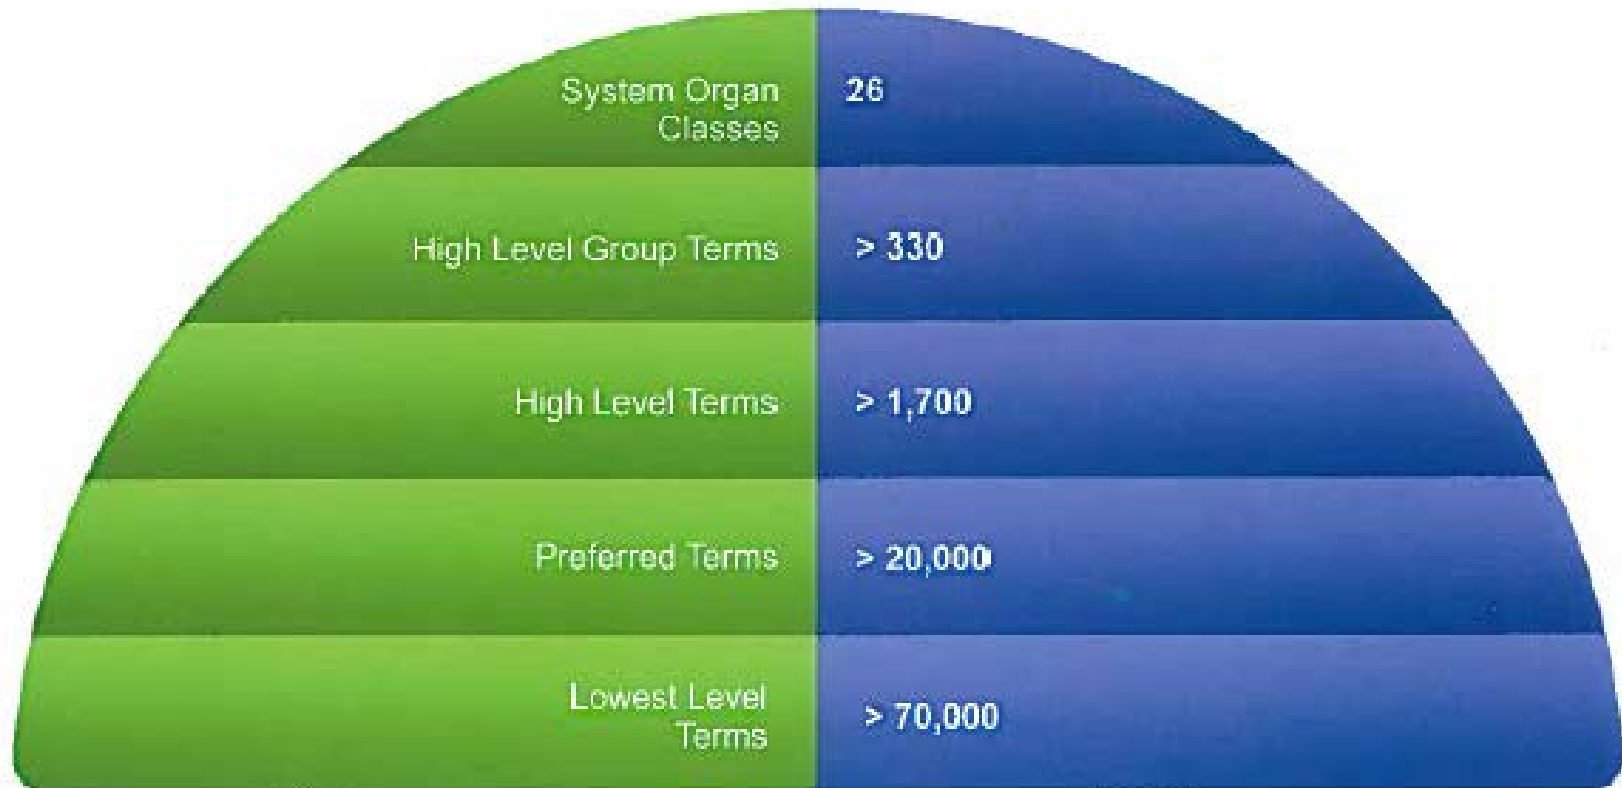 System Organ
Classes
26
High Level Group Terms
> 330
High Level Terms
> 1,700
Preferred Terms
> 20,000
Lowest Level
Terms
> 70,000